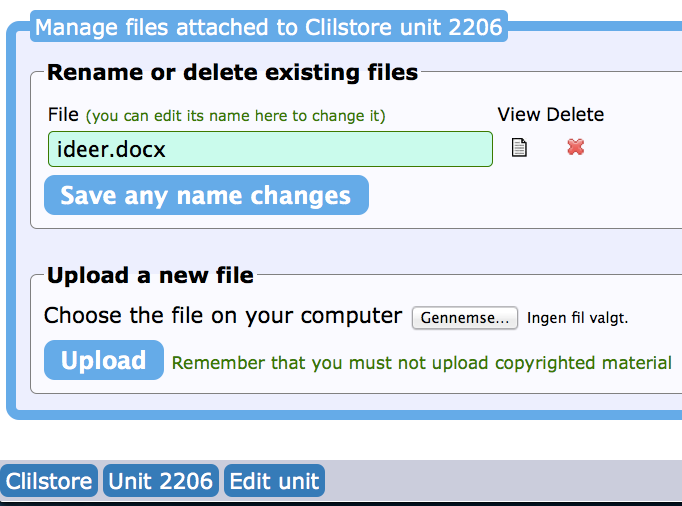 Manage files attached to Clilstore unit 2206
Rename or delete existing files
File (you can edit its name here to change it) View Delete
ideer.docx
Save any name changes
Upload a new file
Choose the file on your computer Gennemse... Ingen fil valgt.
Upload Remember that you must not upload copyrighted material
Clilstore Unit 2206 Edit unit